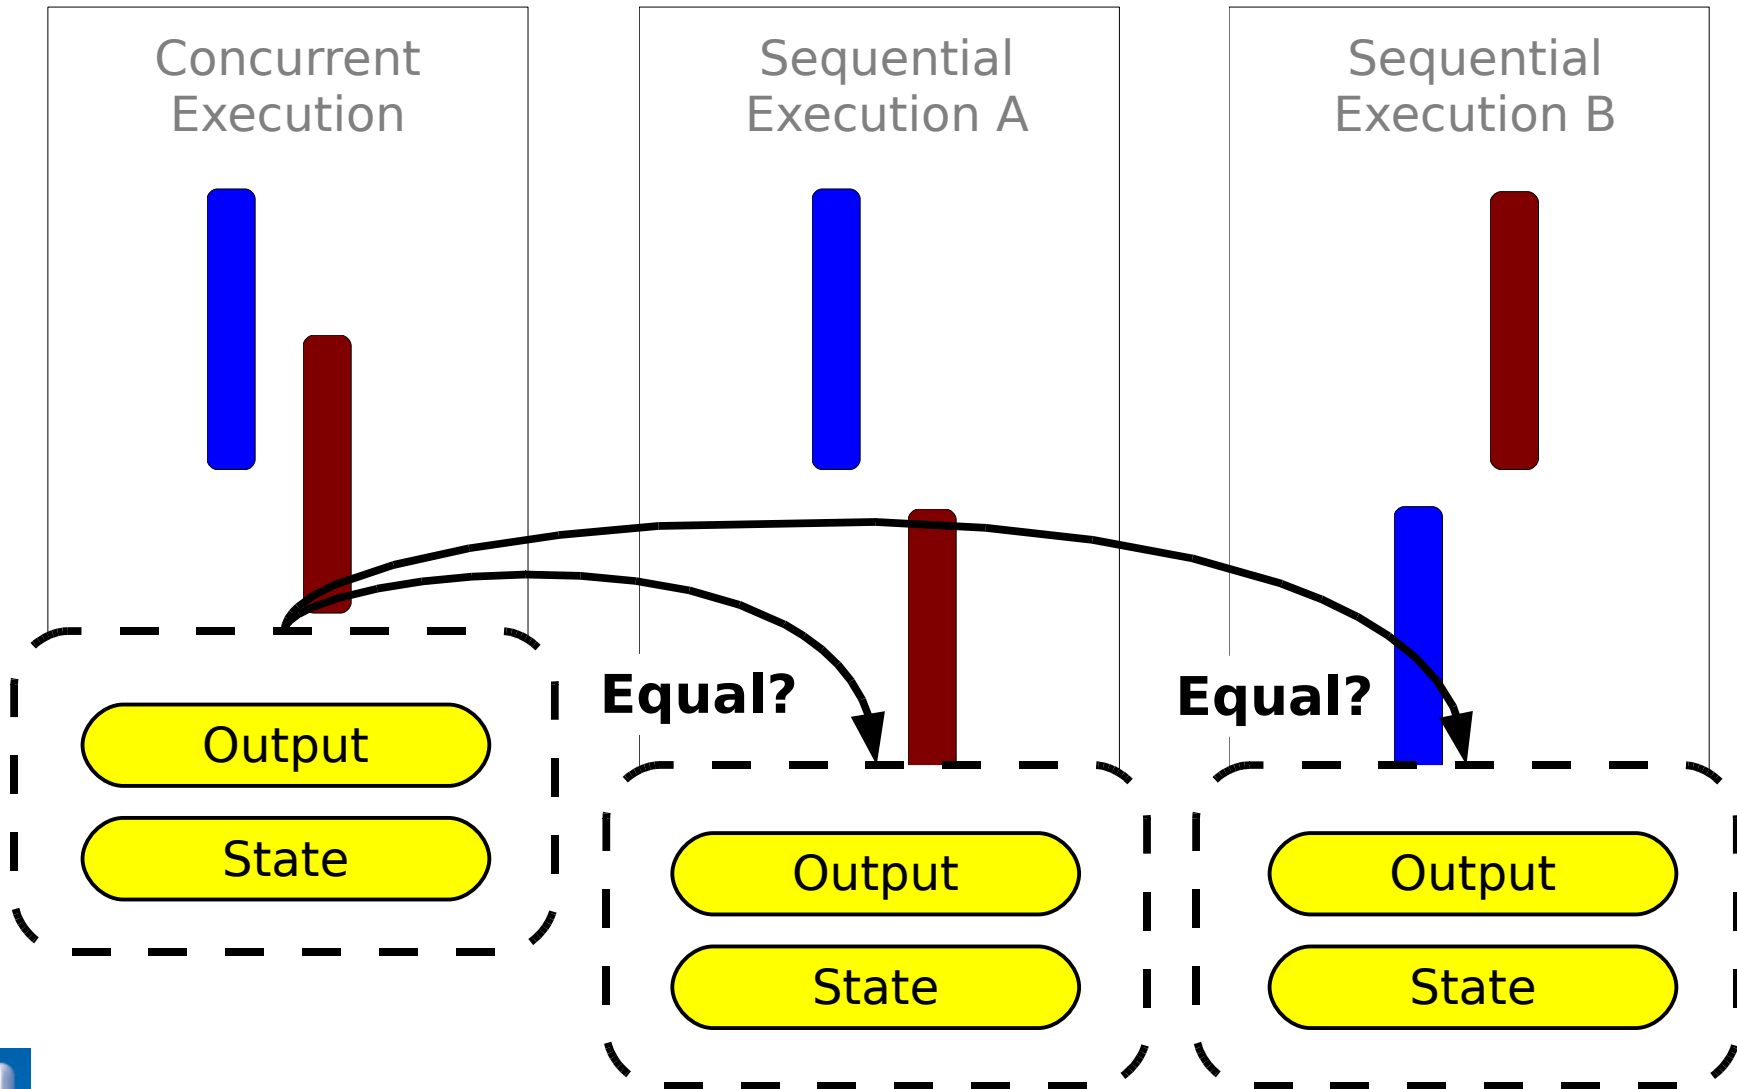 Concurrent
Execution
Sequential
Execution A
Sequential
Execution B
Equal?
Equal?
Output
State
Output
State
Output
State